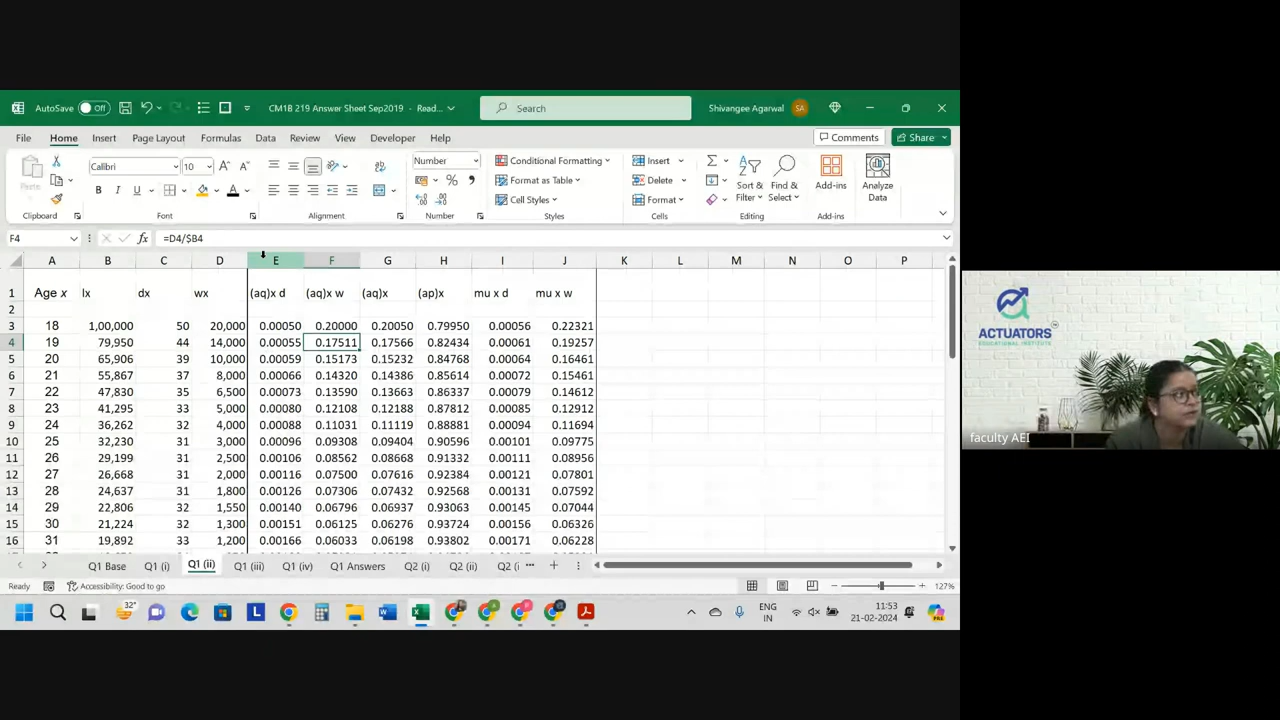 AutoSave Off CM1B 219 Answer Sheet Sep2019 - Read... Search Shivangee Agarwal SA
File Home Insert Page Layout Formulas Data Review View Developer Help Comments Share
Paste Calibri 10 Number Conditional Formatting Insert Sort & Filter Find & Select Add-ins Analyze Data
Format as Table Delete
Cell Styles Format
Clipboard Font Alignment Number Styles Cells Editing Add-ins
F4 fx =D4/$B4
A B C D E F G H I J K L M N O P
1 Age x lx dx wx (aq)x d (aq)x w (aq)x (ap)x mu x d mu x w
2
3 18 1,00,000 50 20,000 0.00050 0.20000 0.20050 0.79950 0.00056 0.22321
4 19 79,950 44 14,000 0.00055 0.17511 0.17566 0.82434 0.00061 0.19257
5 20 65,906 39 10,000 0.00059 0.15173 0.15232 0.84768 0.00064 0.16461
6 21 55,867 37 8,000 0.00066 0.14320 0.14386 0.85614 0.00072 0.15461
7 22 47,830 35 6,500 0.00073 0.13590 0.13663 0.86337 0.00079 0.14612
8 23 41,295 33 5,000 0.00080 0.12108 0.12188 0.87812 0.00085 0.12912
9 24 36,262 32 4,000 0.00088 0.11031 0.11119 0.88881 0.00094 0.11694
10 25 32,230 31 3,000 0.00096 0.09308 0.09404 0.90596 0.00101 0.09775
11 26 29,199 31 2,500 0.00106 0.08562 0.08668 0.91332 0.00111 0.08956
12 27 26,668 31 2,000 0.00116 0.07500 0.07616 0.92384 0.00121 0.07801
13 28 24,637 31 1,800 0.00126 0.07306 0.07432 0.92568 0.00131 0.07592
14 29 22,806 32 1,550 0.00140 0.06796 0.06937 0.93063 0.00145 0.07044
15 30 21,224 32 1,300 0.00151 0.06125 0.06276 0.93724 0.00156 0.06326
16 31 19,892 33 1,200 0.00166 0.06033 0.06198 0.93802 0.00171 0.06228
Q1 Base Q1 (i) Q1 (ii) Q1 (iii) Q1 (iv) Q1 Answers Q2 (i) Q2 (ii) Q2 (i ...
Ready Accessibility: Good to go 127%
32° ENG IN 11:53 21-02-2024
ACTUATORS
EDUCATIONAL INSTITUTE
faculty AEI